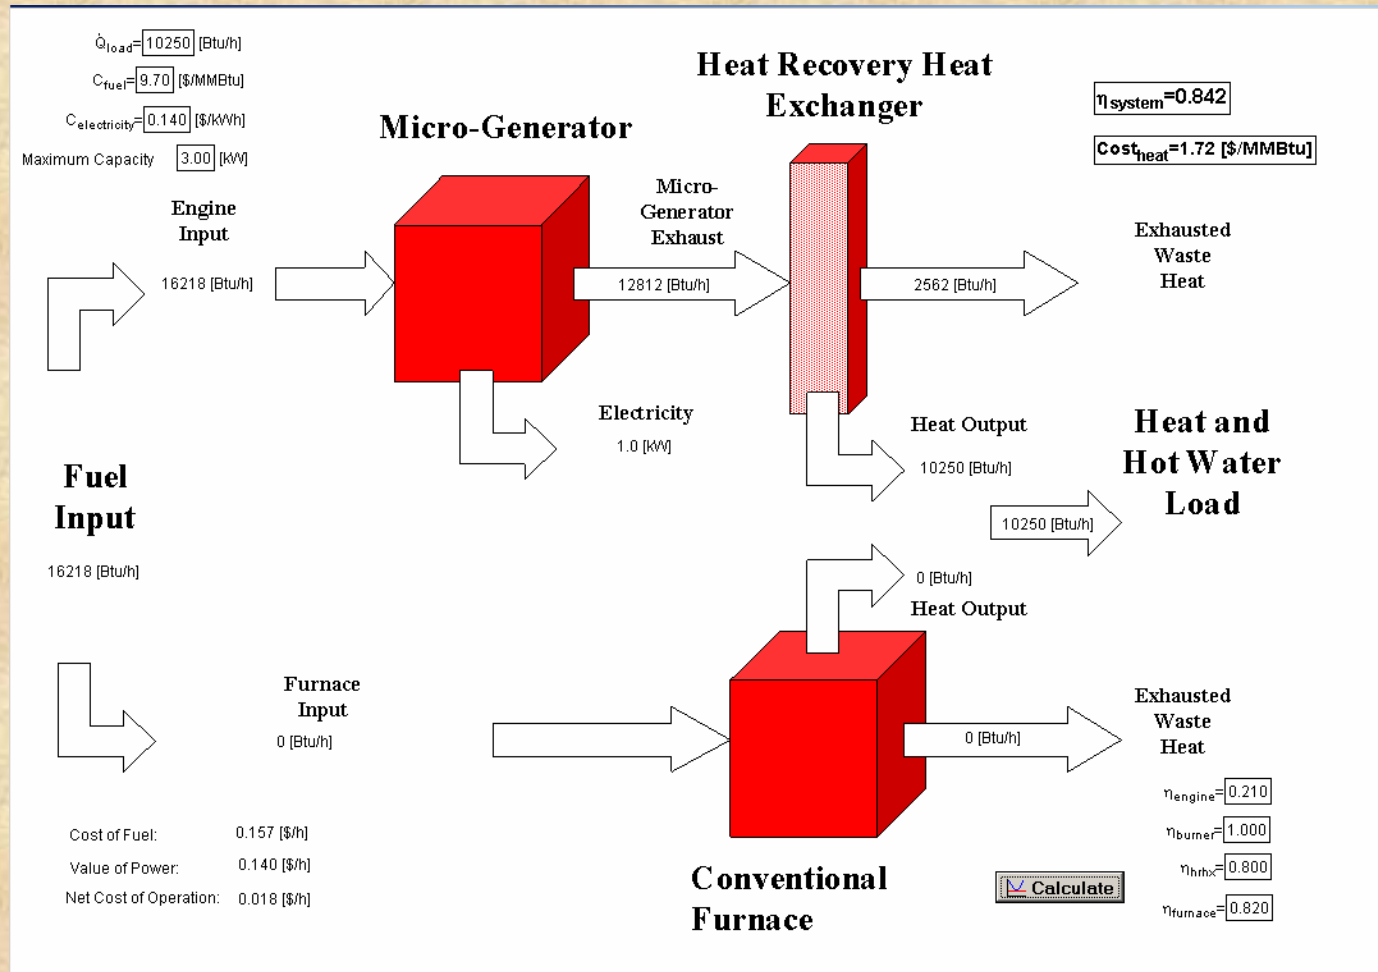 Q̇load=10250 [Btu/h]
Cfuel=9.70 [$/MMBtu]
Celectricity=0.140 [$/kWh]
Maximum Capacity 3.00 [kW]
Heat Recovery Heat
Exchanger
ηsystem=0.842
Costheat=1.72 [$/MMBtu]
Micro-Generator
Engine
Input
16218 [Btu/h]
Micro-
Generator
Exhaust
12812 [Btu/h]
2562 [Btu/h]
Exhausted
Waste
Heat
Electricity
1.0 [kW]
Heat Output
10250 [Btu/h]
Heat and
Hot Water
Load
10250 [Btu/h]
Fuel
Input
16218 [Btu/h]
0 [Btu/h]
Heat Output
Furnace
Input
0 [Btu/h]
0 [Btu/h]
Exhausted
Waste
Heat
Conventional
Furnace
Cost of Fuel: 0.157 [$/h]
Value of Power: 0.140 [$/h]
Net Cost of Operation: 0.018 [$/h]
Calculate
ηengine=0.210
ηburner=1.000
ηhrhx=0.800
ηfurnace=0.820